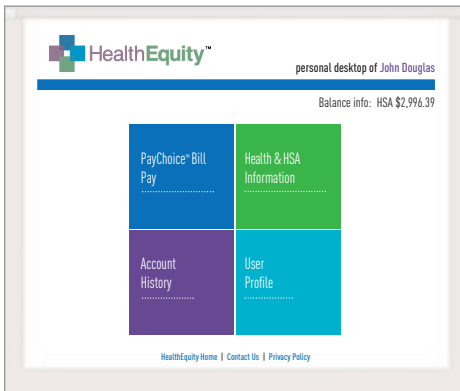 HealthEquity™
personal desktop of John Douglas
Balance info: HSA $2,996.39
PayChoice™ Bill
Pay
Health & HSA
Information
Account
History
User
Profile
HealthEquity Home | Contact Us | Privacy Policy